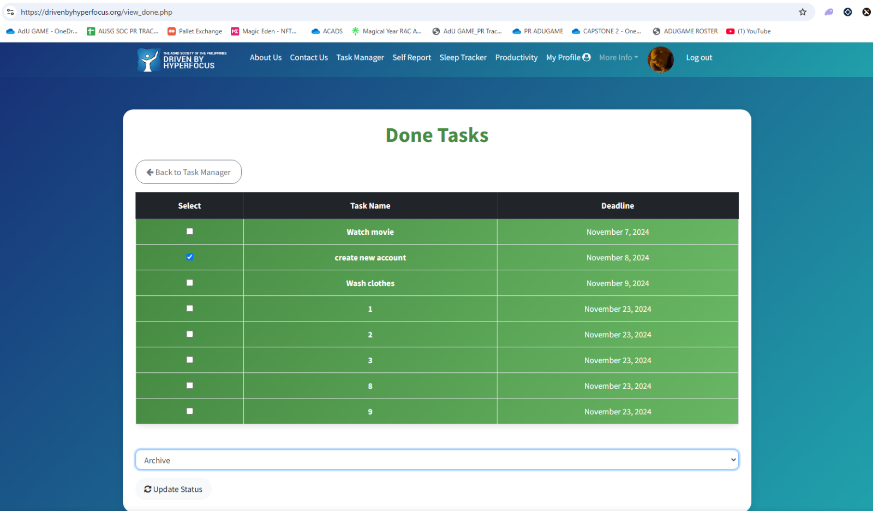 https://drivenbyhyperfocus.org/view_done.php
AdU GAME - OneDr... AUSG SOC PR TRAC... Pallet Exchange Magic Eden - NFT... ACADS Magical Year RAC A... AdU GAME_PR Trac... PR ADUGAME CAPSTONE 2 - One... ADUGAME ROSTER (1) YouTube
THE ADHD SOCIETY OF THE PHILIPPINES
DRIVEN BY
HYPERFOCUS
About Us Contact Us Task Manager Self Report Sleep Tracker Productivity My Profile More Info Log out
Done Tasks
Back to Task Manager
Select Task Name Deadline
Watch movie November 7, 2024
create new account November 8, 2024
Wash clothes November 9, 2024
1 November 23, 2024
2 November 23, 2024
3 November 23, 2024
8 November 23, 2024
9 November 23, 2024
Archive
Update Status